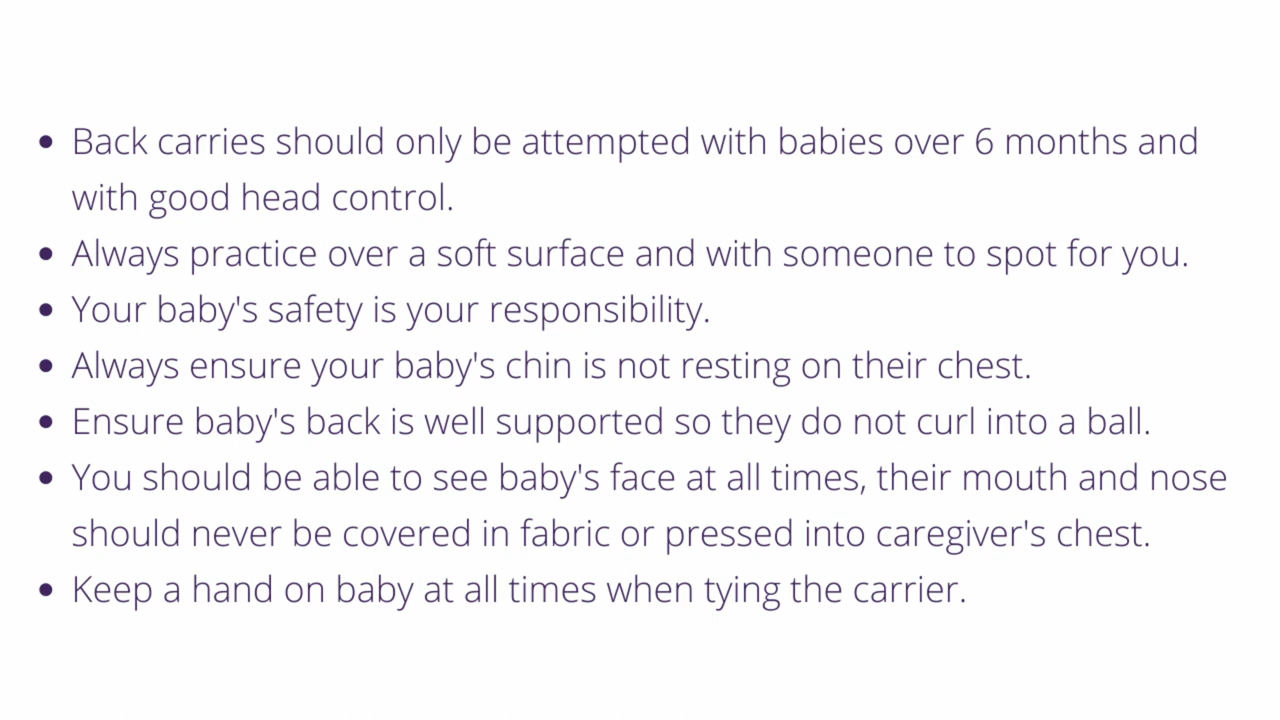 • Back carries should only be attempted with babies over 6 months and
with good head control.
• Always practice over a soft surface and with someone to spot for you.
• Your baby's safety is your responsibility.
• Always ensure your baby's chin is not resting on their chest.
• Ensure baby's back is well supported so they do not curl into a ball.
• You should be able to see baby's face at all times, their mouth and nose
should never be covered in fabric or pressed into caregiver's chest.
• Keep a hand on baby at all times when tying the carrier.